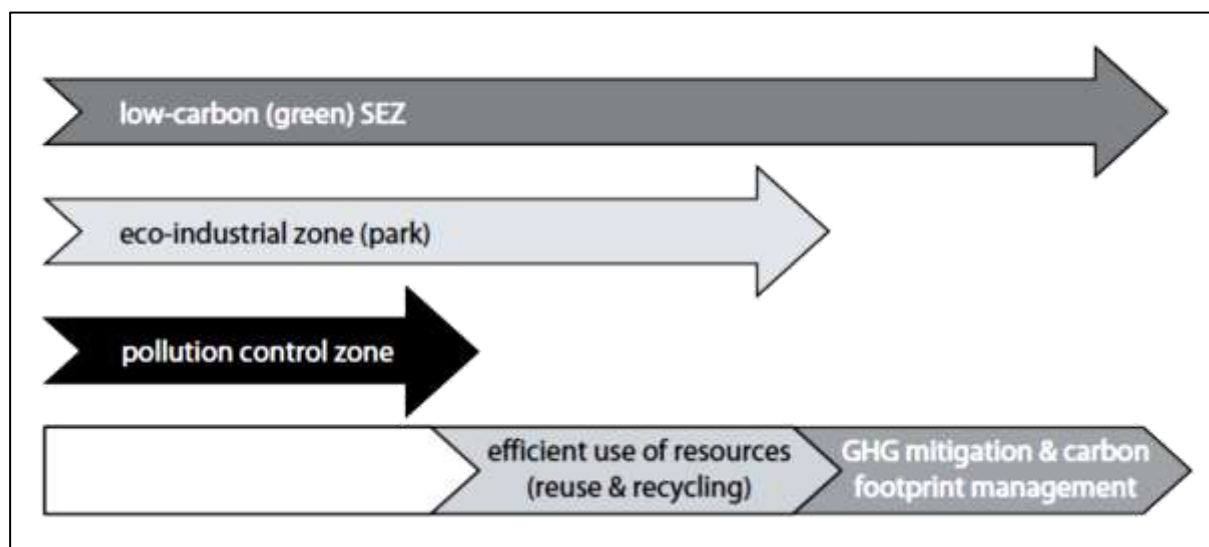 low-carbon (green) SEZ
eco-industrial zone (park)
pollution control zone
efficient use of resources
(reuse & recycling)
GHG mitigation & carbon
footprint management